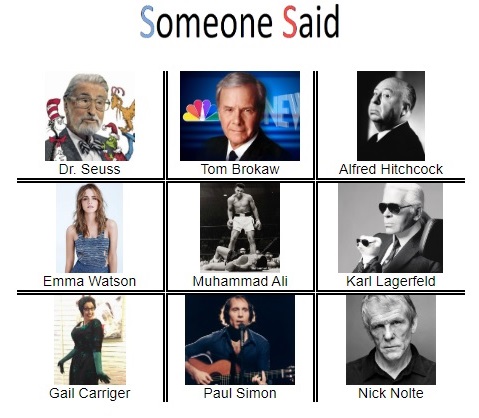 Someone Said
NEW
Dr. Seuss
Tom Brokaw
Alfred Hitchcock
Emma Watson
Muhammad Ali
Karl Lagerfeld
Gail Carriger
Paul Simon
Nick Nolte